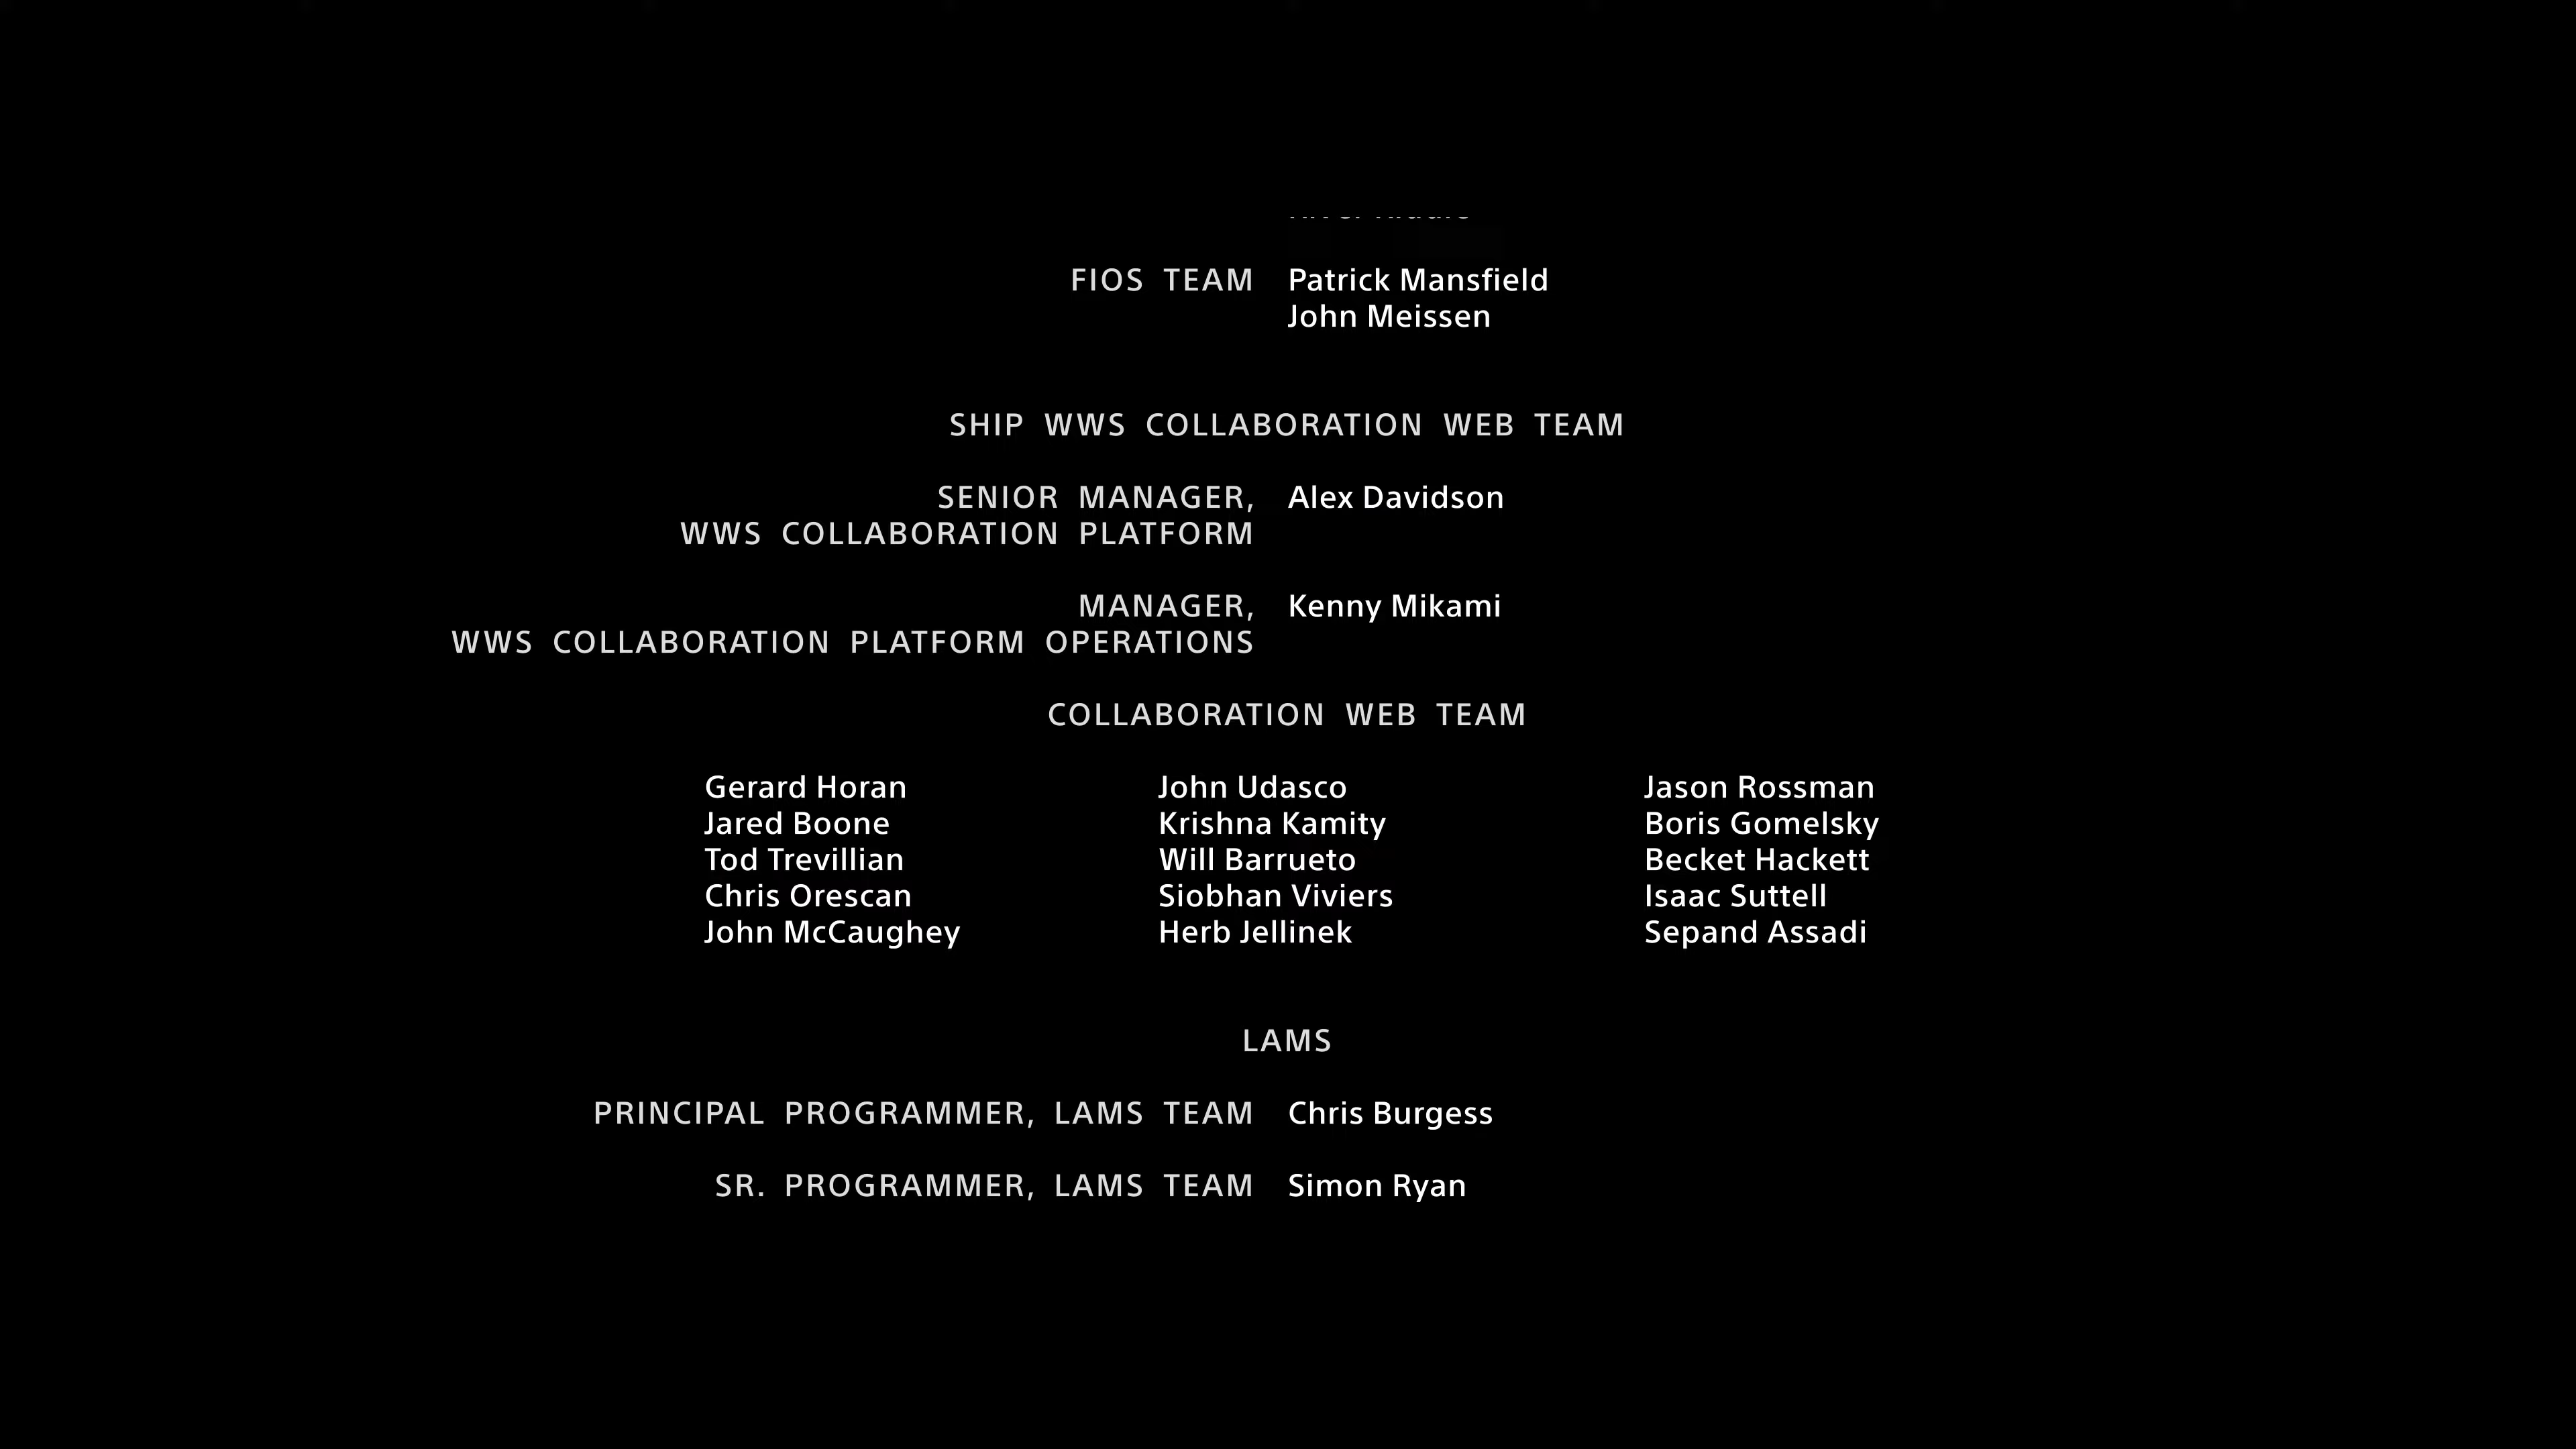 FIOS TEAM Patrick Mansfield
John Meissen
SHIP WWS COLLABORATION WEB TEAM
SENIOR MANAGER, Alex Davidson
WWS COLLABORATION PLATFORM
MANAGER, Kenny Mikami
WWS COLLABORATION PLATFORM OPERATIONS
COLLABORATION WEB TEAM
Gerard Horan John Udasco Jason Rossman
Jared Boone Krishna Kamity Boris Gomelsky
Tod Trevillian Will Barrueto Becket Hackett
Chris Orescan Siobhan Viviers Isaac Suttell
John McCaughey Herb Jellinek Sepand Assadi
LAMS
PRINCIPAL PROGRAMMER, LAMS TEAM Chris Burgess
SR. PROGRAMMER, LAMS TEAM Simon Ryan